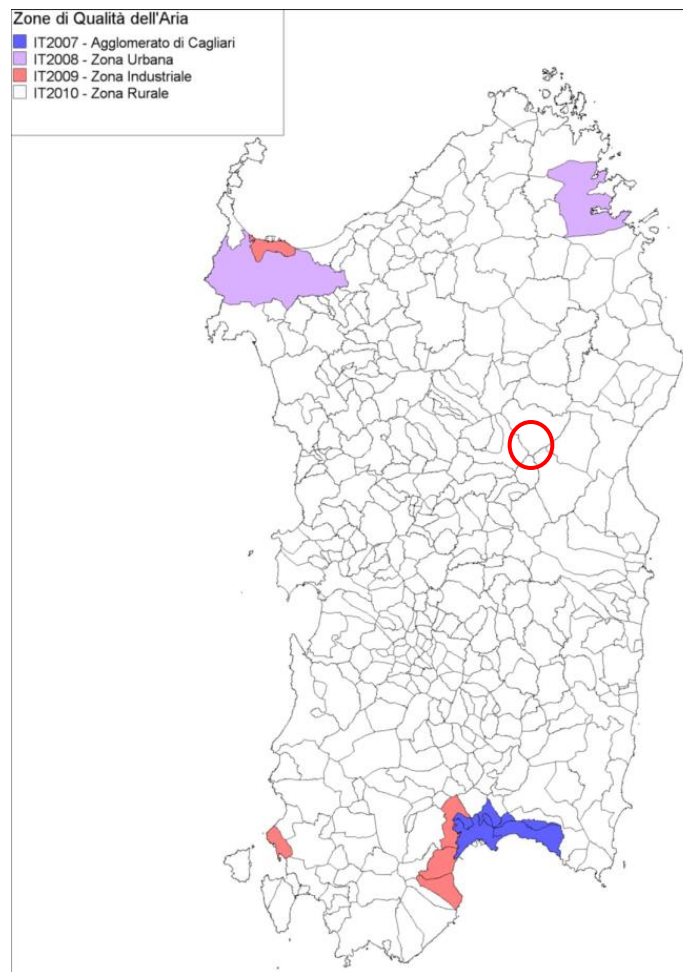 Zone di Qualità dell'Aria
IT2007 - Agglomerato di Cagliari
IT2008 - Zona Urbana
IT2009 - Zona Industriale
IT2010 - Zona Rurale